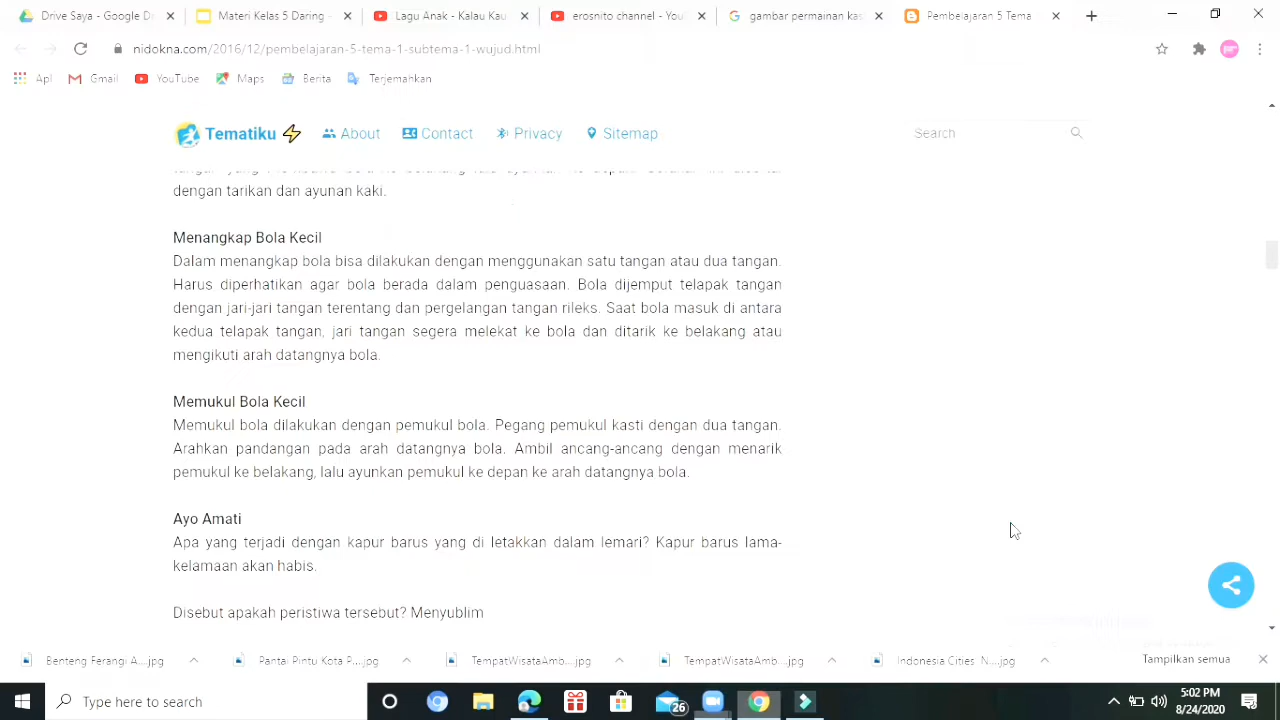 Drive Saya - Google D
Materi Kelas 5 Daring -
Lagu Anak - Kalau Kau
erosnito channel - You
gambar permainan kas
Pembelajaran 5 Tema
nidokna.com/2016/12/pembelajaran-5-tema-1-subtema-1-wujud.html
Apl
Gmail
YouTube
Maps
Berita
Terjemahkan
Tematiku
About
Contact
Privacy
Sitemap
Search
dengan tarikan dan ayunan kaki.
Menangkap Bola Kecil
Dalam menangkap bola bisa dilakukan dengan menggunakan satu tangan atau dua tangan.
Harus diperhatikan agar bola berada dalam penguasaan. Bola dijemput telapak tangan
dengan jari-jari tangan terentang dan pergelangan tangan rileks. Saat bola masuk di antara
kedua telapak tangan, jari tangan segera melekat ke bola dan ditarik ke belakang atau
mengikuti arah datangnya bola.
Memukul Bola Kecil
Memukul bola dilakukan dengan pemukul bola. Pegang pemukul kasti dengan dua tangan.
Arahkan pandangan pada arah datangnya bola. Ambil ancang-ancang dengan menarik
pemukul ke belakang, lalu ayunkan pemukul ke depan ke arah datangnya bola.
Ayo Amati
Apa yang terjadi dengan kapur barus yang di letakkan dalam lemari? Kapur barus lama-
kelamaan akan habis.
Disebut apakah peristiwa tersebut? Menyublim
Benteng Ferangi A....jpg
Pantai Pintu Kota P....jpg
TempatWisataAmb....jpg
TempatWisataAmb....jpg
Indonesia Cities N....jpg
Tampilkan semua
Type here to search
26
5:02 PM
8/24/2020
3